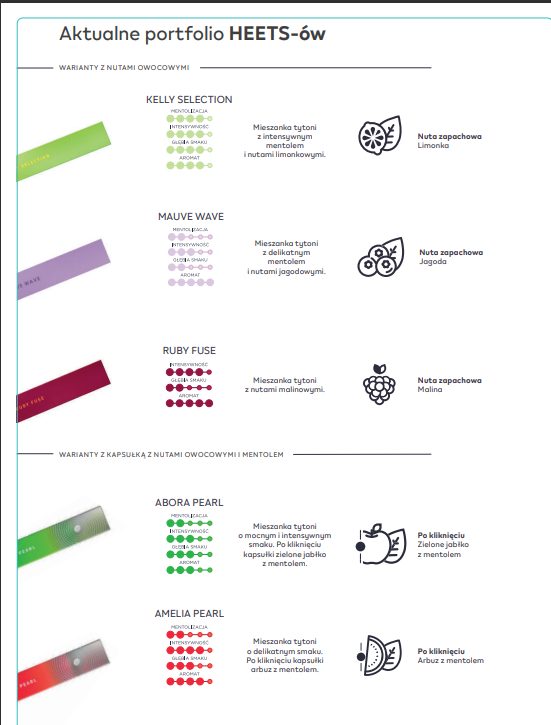 Aktualne portfolio HEETS-ów
WARIANTY Z NUTAMI OWOCOWYMI
KELLY SELECTION
MENTOLIZACJA
INTENSYWNOŚĆ
GŁĘBIA SMAKU
AROMAT
SELECTION
Mieszanka tytoni
z intensywnym
mentolem
i nutami limonkowymi.
Nuta zapachowa
Limonka
MAUVE WAVE
MENTOLIZACJA
INTENSYWNOŚĆ
GŁĘBIA SMAKU
AROMAT
WAVE
Mieszanka tytoni
z delikatnym
mentolem
i nutami jagodowymi.
Nuta zapachowa
Jagoda
RUBY FUSE
INTENSYWNOŚĆ
GŁĘBIA SMAKU
AROMAT
RUBY FUSE
Mieszanka tytoni
z nutami malinowymi.
Nuta zapachowa
Malina
WARIANTY Z KAPSUŁKĄ Z NUTAMI OWOCOWYMI I MENTOLEM
ABORA PEARL
MENTOLIZACJA
INTENSYWNOŚĆ
GŁĘBIA SMAKU
AROMAT
PEARL
Mieszanka tytoni
o mocnym i intensywnym
smaku. Po kliknięciu
kapsułki zielone jabłko
z mentolem.
Po kliknięciu
Zielone jabłko
z mentolem
AMELIA PEARL
MENTOLIZACJA
INTENSYWNOŚĆ
GŁĘBIA SMAKU
AROMAT
PEARL
Mieszanka tytoni
o delikatnym smaku.
Po kliknięciu kapsułki
arbuz z mentolem.
Po kliknięciu
Arbuz z mentolem